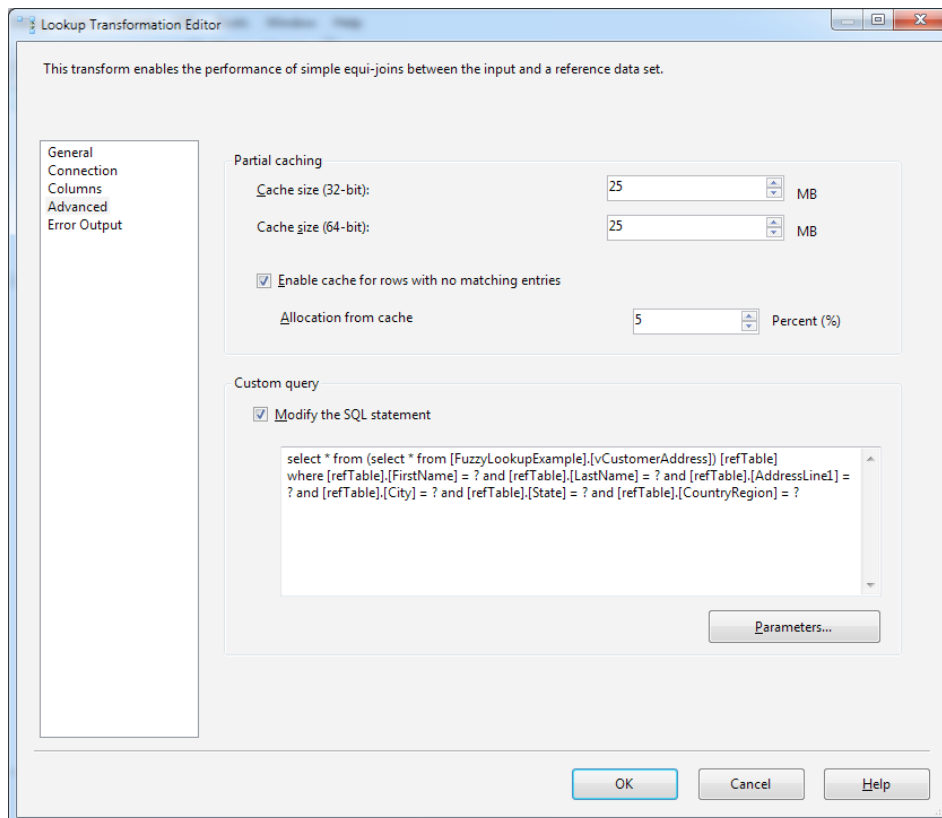 Lookup Transformation Editor
Window Help
This transform enables the performance of simple equi-joins between the input and a reference data set.
General
Connection
Columns
Advanced
Error Output
Partial caching
Cache size (32-bit): 25 MB
Cache size (64-bit): 25 MB
Enable cache for rows with no matching entries
Allocation from cache 5 Percent (%)
Custom query
Modify the SQL statement
select * from (select * from [FuzzyLookupExample].[vCustomerAddress]) [refTable]
where [refTable].[FirstName] = ? and [refTable].[LastName] = ? and [refTable].[AddressLine1] =
? and [refTable].[City] = ? and [refTable].[State] = ? and [refTable].[CountryRegion] = ?
Parameters...
OK Cancel Help